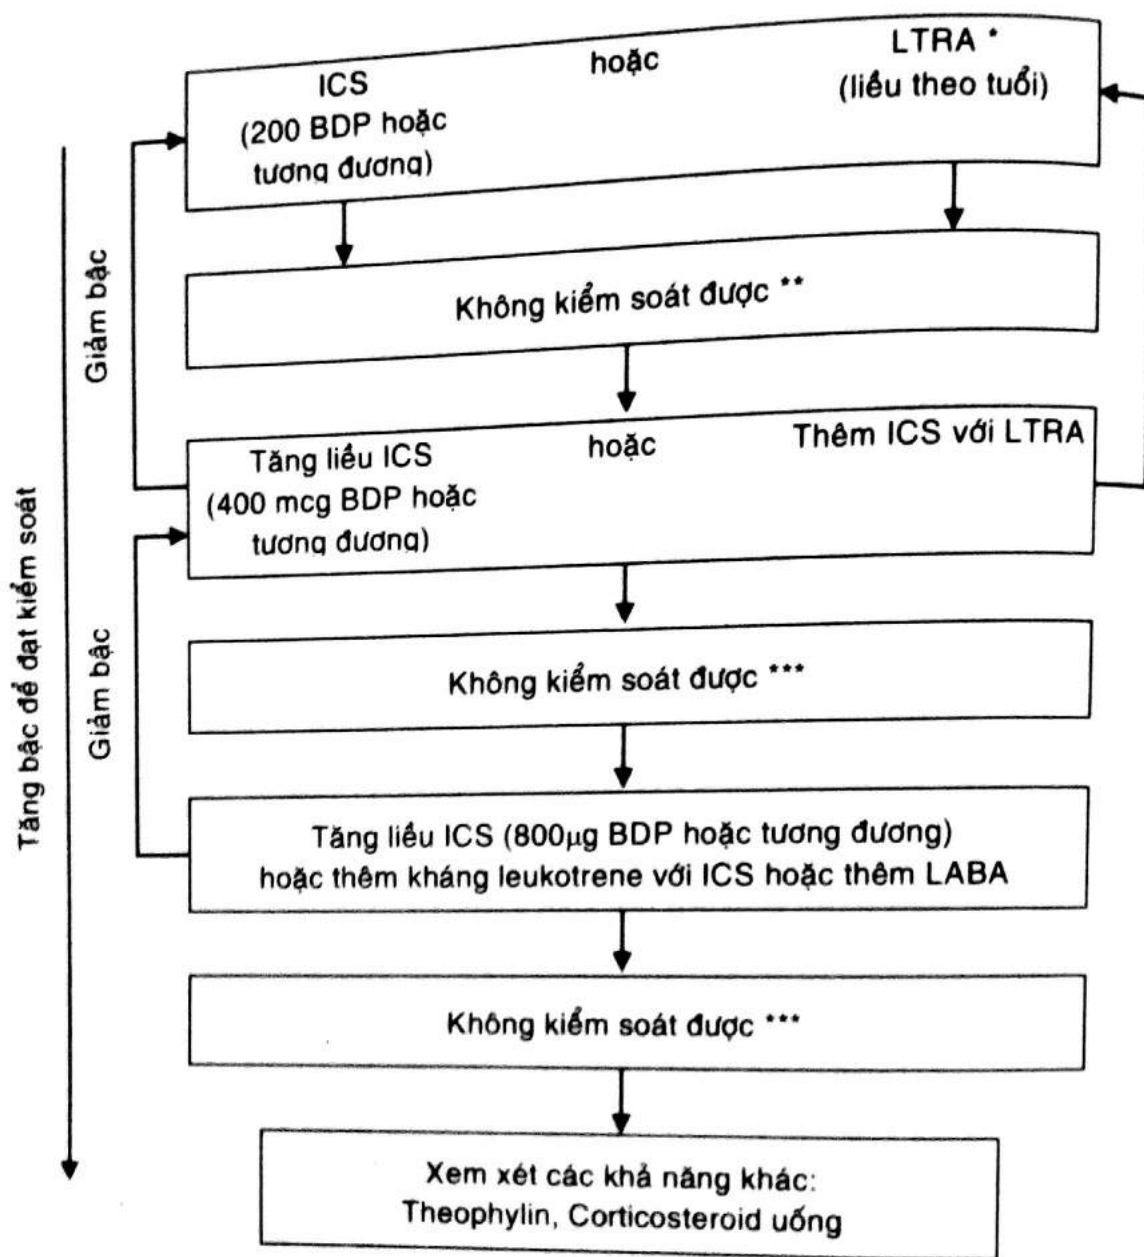 ICS
(200 BDP hoặc
tương đương)
hoặc
LTRA *
(liều theo tuổi)
Không kiểm soát được **
Tăng liều ICS
(400 mcg BDP hoặc
tương đương)
hoặc
Thêm ICS với LTRA
Không kiểm soát được ***
Tăng liều ICS (800μg BDP hoặc tương đương)
hoặc thêm kháng leukotrene với ICS hoặc thêm LABA
Không kiểm soát được ***
Xem xét các khả năng khác:
Theophylin, Corticosteroid uống
Giảm bậc
Giảm bậc
Tăng bậc để đạt kiểm soát